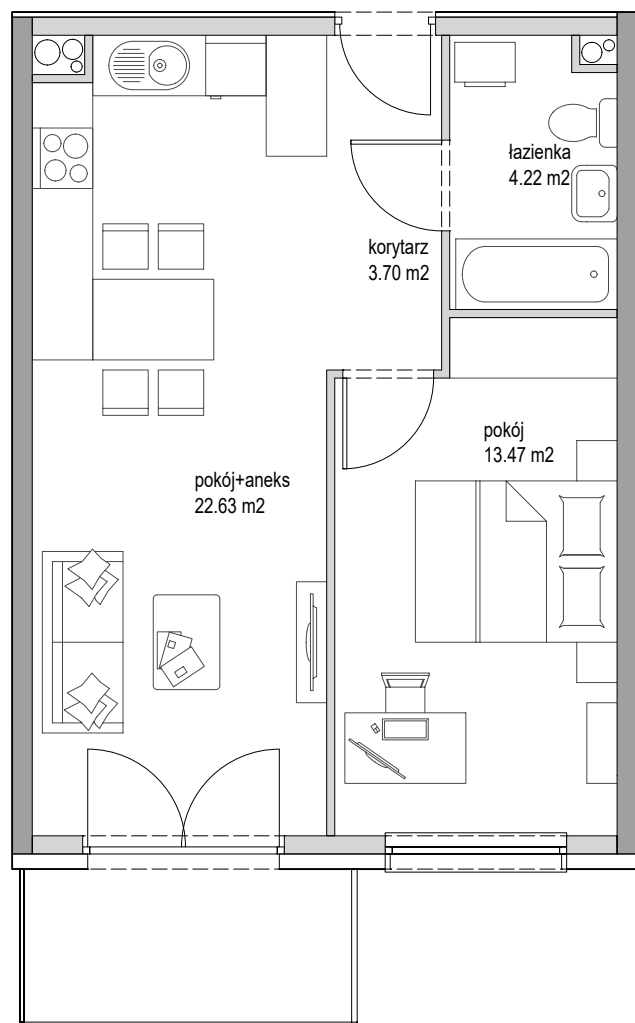 łazienka
4.22 m2
korytarz
3.70 m2
pokój
13.47 m2
pokój+aneks
22.63 m2